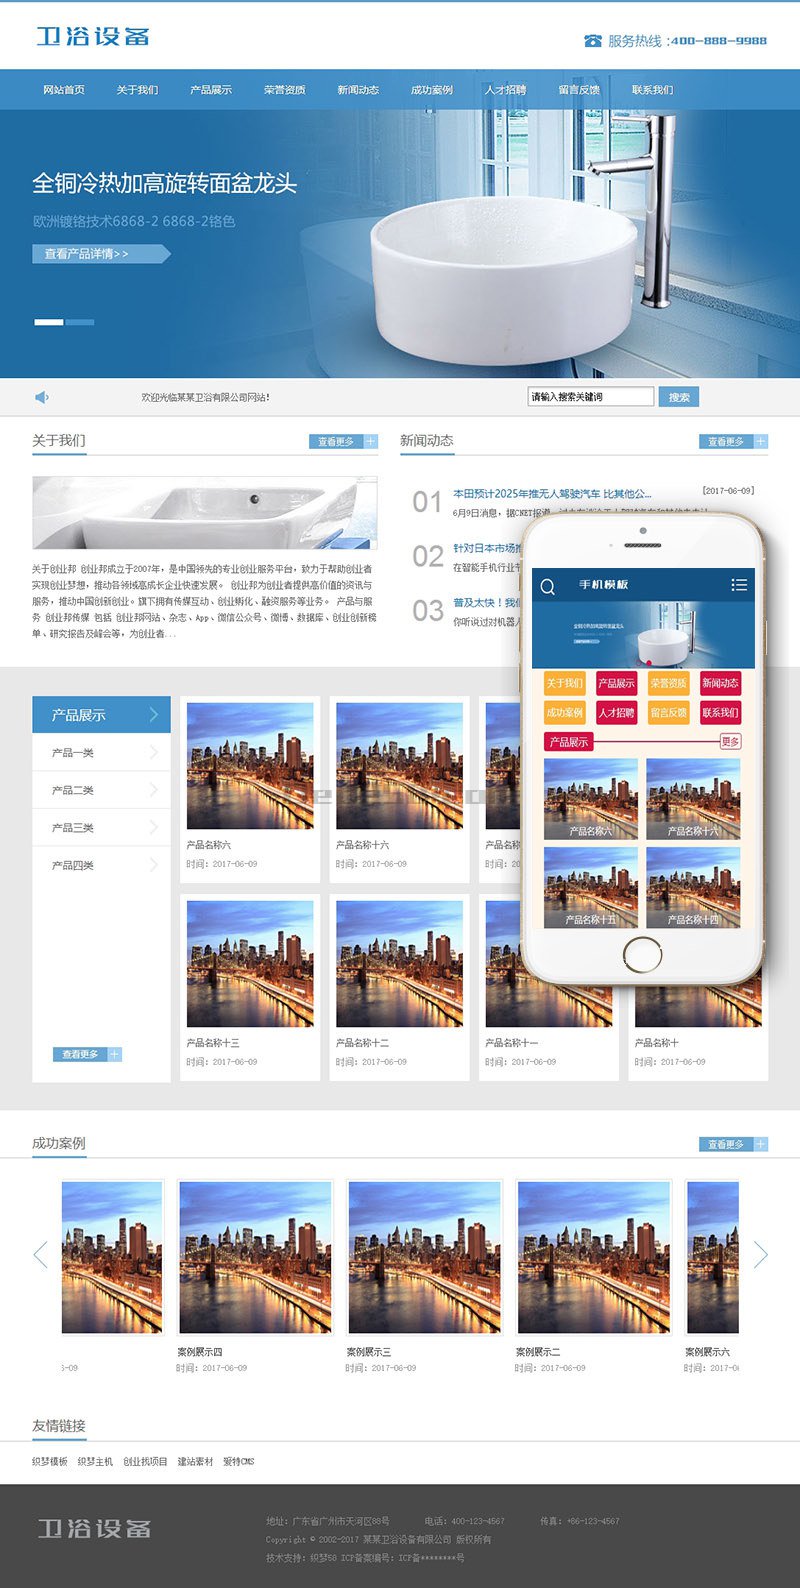 卫浴设备
服务热线：400-888-9988
网站首页 关于我们 产品展示 荣誉资质 新闻动态 成功案例 人才招聘 留言反馈 联系我们
全铜冷热加高旋转面盆龙头
欧洲镀铬技术6868-2 6868-2铬色
查看产品详情>>
欢迎光临某某卫浴有限公司网站!
请输入搜索关键词 搜索
关于我们 查看更多 +
关于创业邦 创业邦成立于2007年，是中国领先的专业创业服务平台，致力于帮助创业者
实现创业梦想，推动各领域高成长企业快速发展。 创业邦为创业者提供高价值的资讯与
服务，推动中国创新创业。旗下拥有传媒互动、创业孵化、融资服务等业务。 产品与服
务 创业邦传媒 包括 创业邦网站、杂志、App、微信公众号、微博、数据库、创业创新榜
单、研究报告及峰会等，为创业者...
新闻动态 查看更多 +
01 本田预计2025年推无人驾驶汽车 比其他公... [2017-06-09]
6月9日消息，据CNET报道，
02 针对日本市场推
在智能手机行业
03 普及太快！我们
你听说过对机器人
手机模板
全铜冷热加高旋转面盆龙头
关于我们 产品展示 荣誉资质 新闻动态
成功案例 人才招聘 留言反馈 联系我们
产品展示 更多
产品名称六 产品名称十六
产品名称十五 产品名称十四
产品展示
产品一类
产品二类
产品三类
产品四类
查看更多 +
产品名称六 产品名称十六 产品名
时间：2017-06-09 时间：2017-06-09 时间：20
产品名称十三 产品名称十二 产品名称十一 产品名称十
时间：2017-06-09 时间：2017-06-09 时间：2017-06-09 时间：2017-06-09
成功案例 查看更多 +
案例展示四 案例展示三 案例展示二 案例展示六
-09 时间：2017-06-09 时间：2017-06-09 时间：2017-06-09 时间：2017-0
友情链接
织梦模板 织梦主机 创业找项目 建站素材 爱特CMS
卫浴设备
地址：广东省广州市天河区88号 电话：400-123-4567 传真：+86-123-4567
Copyright © 2002-2017 某某卫浴设备有限公司 版权所有
技术支持：织梦58 ICP备案编号：ICP备********号